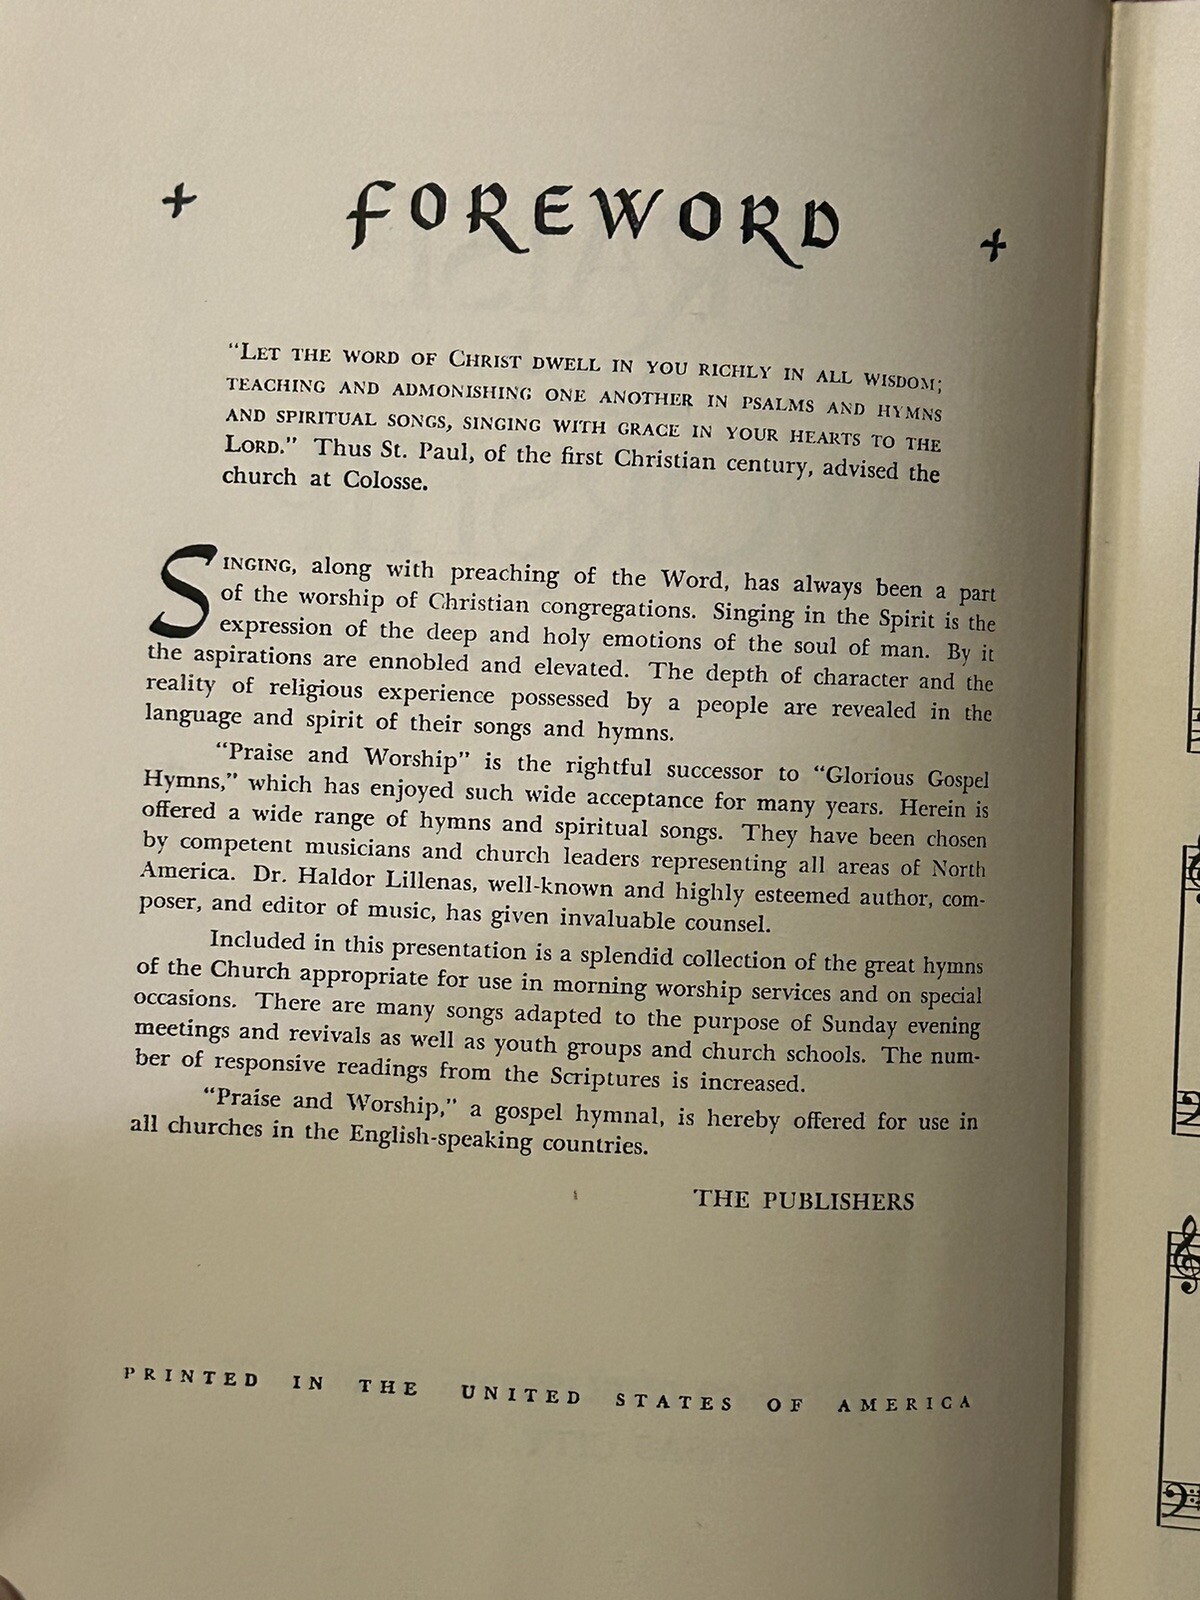 FOREWORD
"LET THE WORD OF CHRIST DWELL IN YOU RICHLY IN ALL WISDOM;
TEACHING AND ADMONISHING ONE ANOTHER IN PSALMS AND HYMNS
AND SPIRITUAL SONGS, SINGING WITH GRACE IN YOUR HEARTS TO THE
LORD." Thus St. Paul, of the first Christian century, advised the
church at Colosse.
SINGING, along with preaching of the Word, has always been a part
of the worship of Christian congregations. Singing in the Spirit is the
expression of the deep and holy emotions of the soul of man. By it
the aspirations are ennobled and elevated. The depth of character and the
reality of religious experience possessed by a people are revealed in the
language and spirit of their songs and hymns.
"Praise and Worship" is the rightful successor to "Glorious Gospel
Hymns," which has enjoyed such wide acceptance for many years. Herein is
offered a wide range of hymns and spiritual songs. They have been chosen
by competent musicians and church leaders representing all areas of North
America. Dr. Haldor Lillenas, well-known and highly esteemed author, com-
poser, and editor of music, has given invaluable counsel.
Included in this presentation is a splendid collection of the great hymns
of the Church appropriate for use in morning worship services and on special
occasions. There are many songs adapted to the purpose of Sunday evening
meetings and revivals as well as youth groups and church schools. The num-
ber of responsive readings from the Scriptures is increased.
"Praise and Worship," a gospel hymnal, is hereby offered for use in
all churches in the English-speaking countries.
THE PUBLISHERS
PRINTED IN THE UNITED STATES OF AMERICA